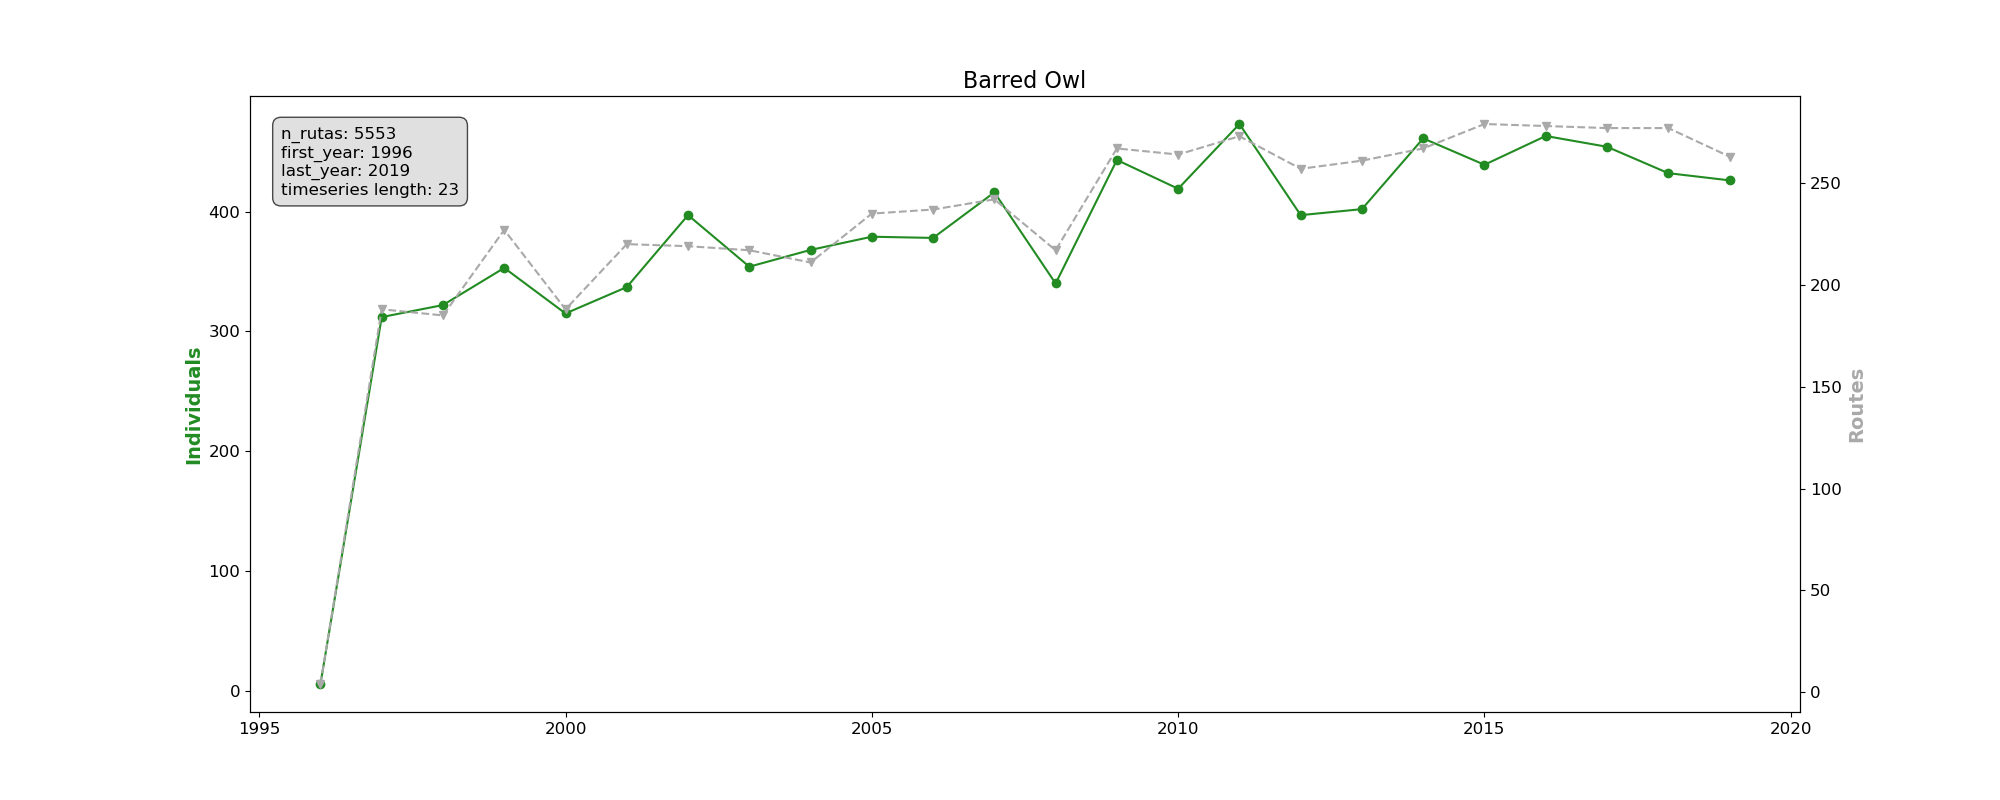 Barred Owl
n_rutas: 5553
first_year: 1996
last_year: 2019
timeseries length: 23
400
300
200
100
0
Individuals
250
200
150
100
50
0
Routes
1995
2000
2005
2010
2015
2020